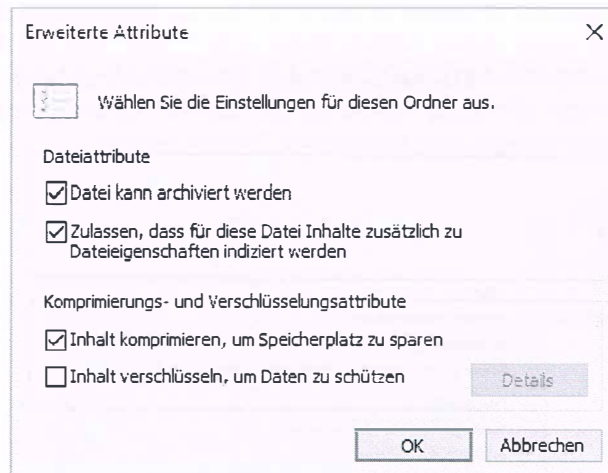 Erweiterte Attribute
Wählen Sie die Einstellungen für diesen Ordner aus.
Dateiattribute
Datei kann archiviert werden
Zulassen, dass für diese Datei Inhalte zusätzlich zu
Dateieigenschaften indiziert werden
Komprimierungs- und Verschlüsselungsattribute
Inhalt komprimieren, um Speicherplatz zu sparen
Inhalt verschlüsseln, um Daten zu schützen
Details
OK
Abbrechen